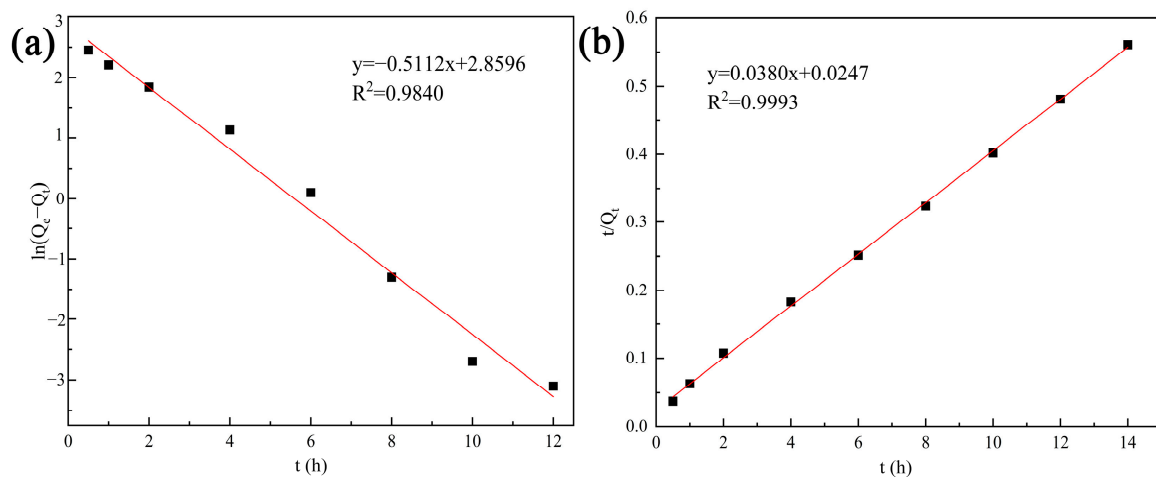 (a)
y=−0.5112x+2.8596
R²=0.9840
ln(Qₑ−Qₜ)
3
2
1
0
−1
−2
−3
0 2 4 6 8 10 12
t (h)
(b)
y=0.0380x+0.0247
R²=0.9993
t/Qₜ
0.6
0.5
0.4
0.3
0.2
0.1
0.0
0 2 4 6 8 10 12 14
t (h)